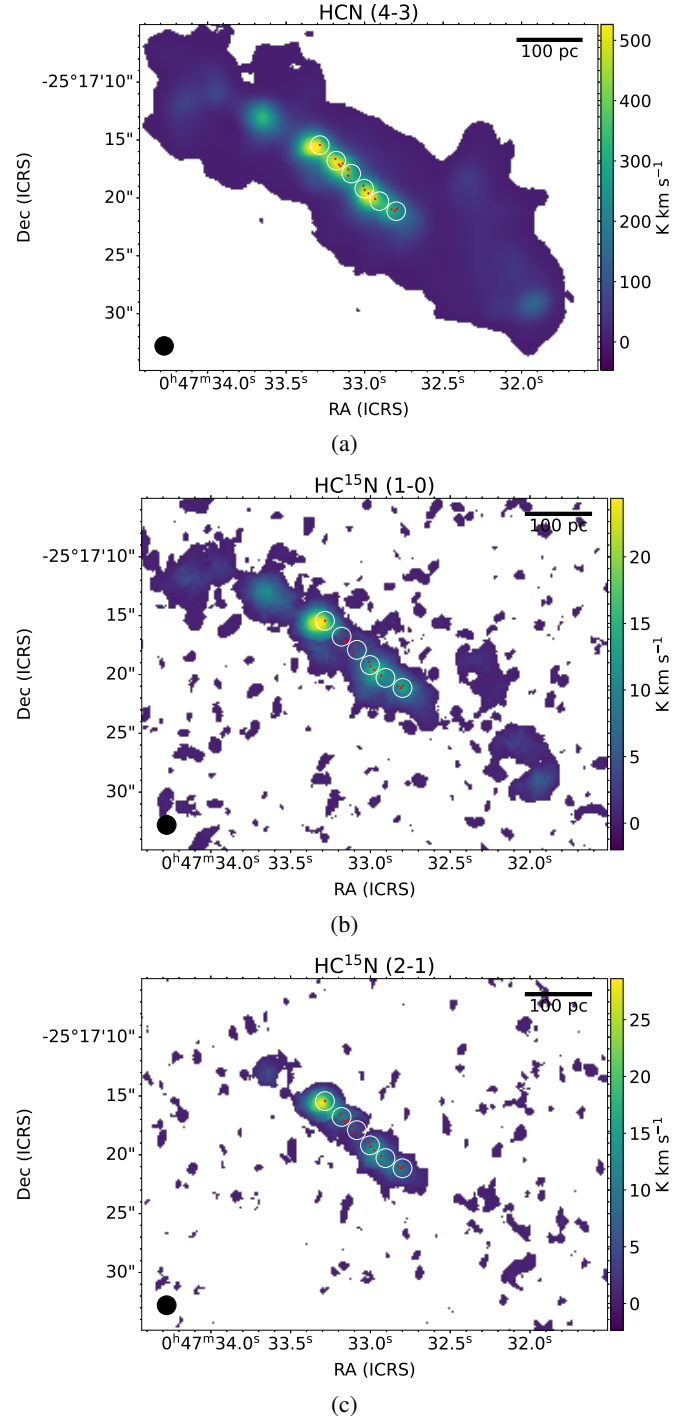 HCN (4-3)
100 pc
-25°17'10"
15"
20"
25"
30"
Dec (ICRS)
0ʰ47ᵐ34.0ˢ 33.5ˢ 33.0ˢ 32.5ˢ 32.0ˢ
RA (ICRS)
500
400
300
200
100
0
K km s⁻¹
(a)
HC¹⁵N (1-0)
100 pc
-25°17'10"
15"
20"
25"
30"
Dec (ICRS)
0ʰ47ᵐ34.0ˢ 33.5ˢ 33.0ˢ 32.5ˢ 32.0ˢ
RA (ICRS)
20
15
10
5
0
K km s⁻¹
(b)
HC¹⁵N (2-1)
100 pc
-25°17'10"
15"
20"
25"
30"
Dec (ICRS)
0ʰ47ᵐ34.0ˢ 33.5ˢ 33.0ˢ 32.5ˢ 32.0ˢ
RA (ICRS)
25
20
15
10
5
0
K km s⁻¹
(c)